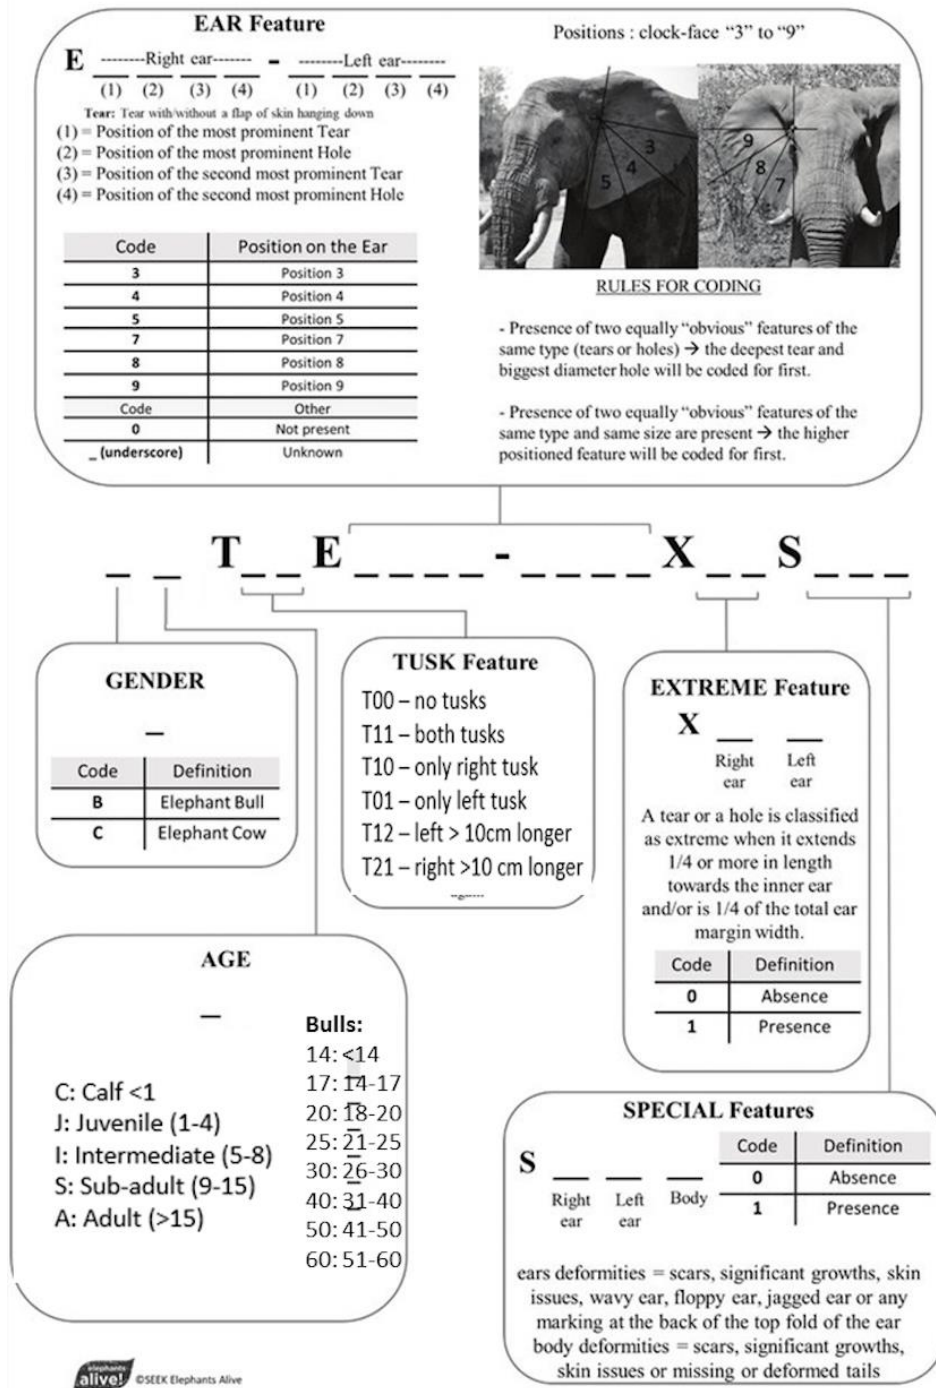 EAR Feature
E -------Right ear------ - -------Left ear--------
(1) (2) (3) (4) (1) (2) (3) (4)
Tear: Tear with/without a flap of skin hanging down
(1) = Position of the most prominent Tear
(2) = Position of the most prominent Hole
(3) = Position of the second most prominent Tear
(4) = Position of the second most prominent Hole
Code Position on the Ear
3 Position 3
4 Position 4
5 Position 5
7 Position 7
8 Position 8
9 Position 9
Code Other
0 Not present
_ (underscore) Unknown
Positions : clock-face “3” to “9”
3
4
5
9
8
7
RULES FOR CODING
- Presence of two equally “obvious” features of the
same type (tears or holes) → the deepest tear and
biggest diameter hole will be coded for first.
- Presence of two equally “obvious” features of the
same type and same size are present → the higher
positioned feature will be coded for first.
_ _ T _ _ E _ _ _ _ - _ _ _ _ X _ _ S _ _ _
GENDER
_
Code Definition
B Elephant Bull
C Elephant Cow
TUSK Feature
T00 – no tusks
T11 – both tusks
T10 – only right tusk
T01 – only left tusk
T12 – left > 10cm longer
T21 – right >10 cm longer
EXTREME Feature
X _ _
Right ear
Left ear
A tear or a hole is classified
as extreme when it extends
1/4 or more in length
towards the inner ear
and/or is 1/4 of the total ear
margin width.
Code Definition
0 Absence
1 Presence
AGE
_
C: Calf <1
J: Juvenile (1-4)
I: Intermediate (5-8)
S: Sub-adult (9-15)
A: Adult (>15)
Bulls:
14: <14
17: 14-17
20: 18-20
25: 21-25
30: 26-30
40: 31-40
50: 41-50
60: 51-60
SPECIAL Features
S _ _ _
Right ear
Left ear
Body
Code Definition
0 Absence
1 Presence
ears deformities = scars, significant growths, skin
issues, wavy ear, floppy ear, jagged ear or any
marking at the back of the top fold of the ear
body deformities = scars, significant growths,
skin issues or missing or deformed tails
elephants
alive! ©SEEK Elephants Alive